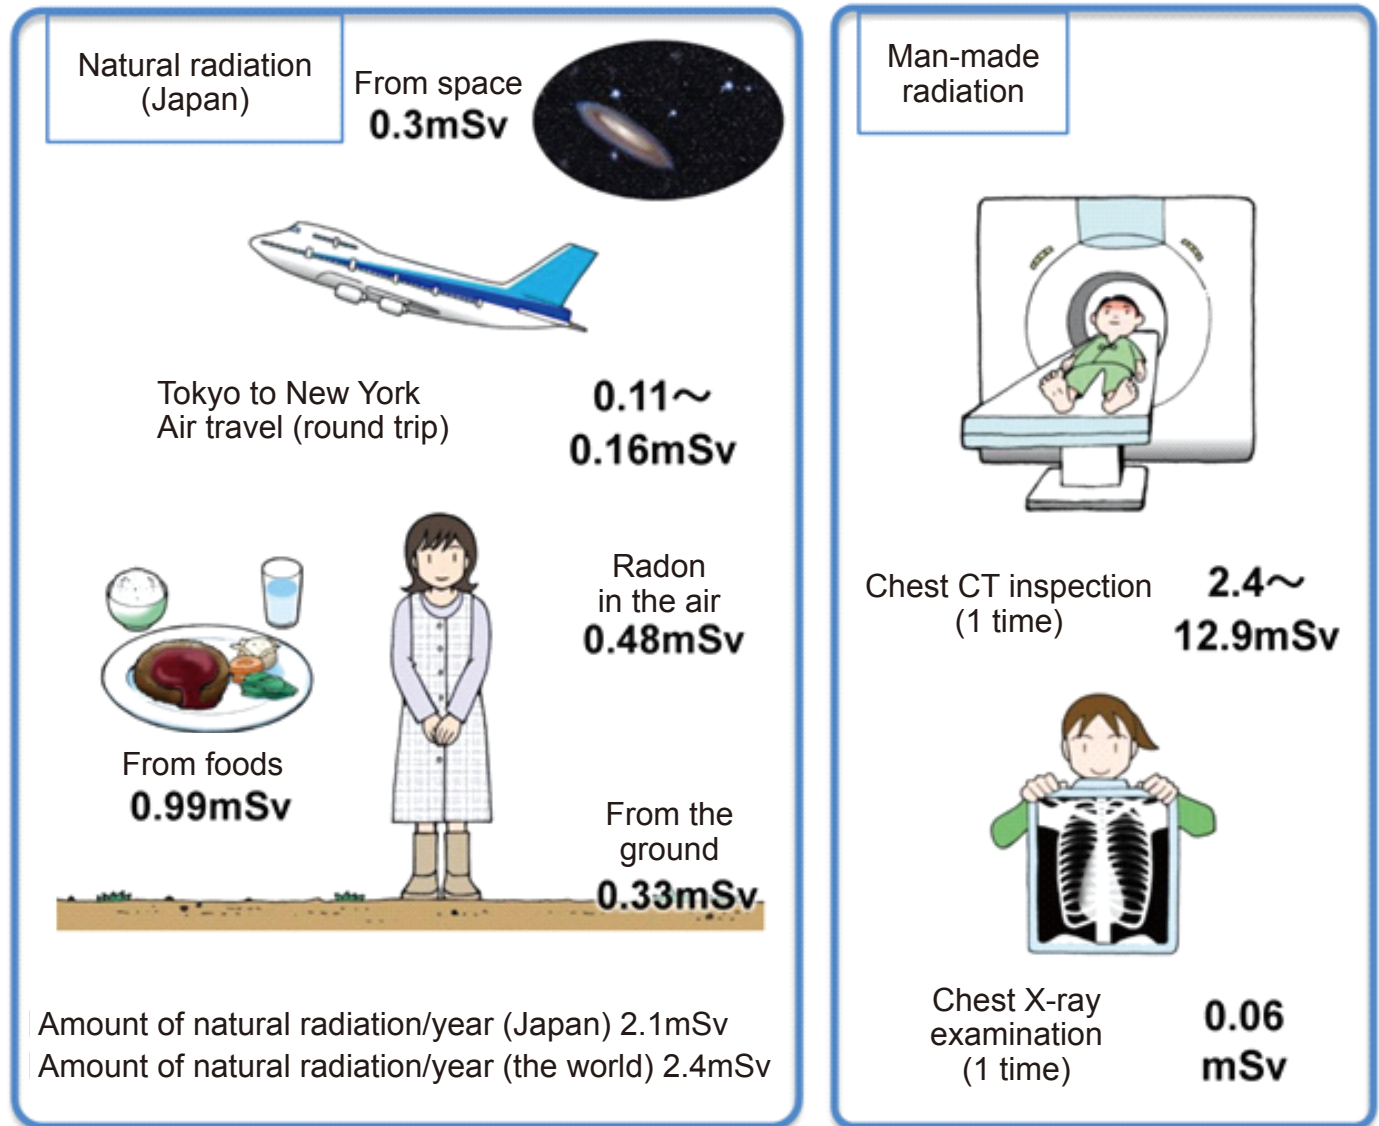 Natural radiation
(Japan)
From space
0.3mSv
Tokyo to New York
Air travel (round trip)
0.11～
0.16mSv
Radon
in the air
0.48mSv
From foods
0.99mSv
From the
ground
0.33mSv
Amount of natural radiation/year (Japan) 2.1mSv
Amount of natural radiation/year (the world) 2.4mSv
Man-made
radiation
Chest CT inspection
(1 time)
2.4～
12.9mSv
Chest X-ray
examination
(1 time)
0.06
mSv